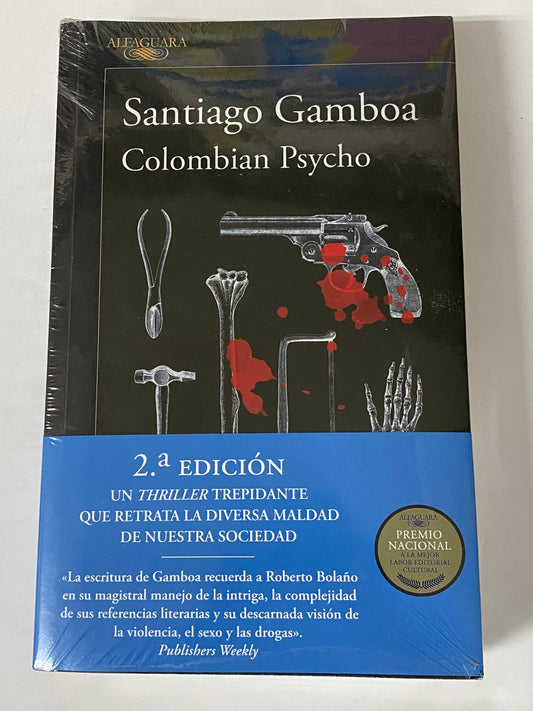 ALFAGUARA
Santiago Gamboa
Colombian Psycho
2.ª EDICIÓN
UN THRILLER TREPIDANTE
QUE RETRATA LA DIVERSA MALDAD
DE NUESTRA SOCIEDAD
«La escritura de Gamboa recuerda a Roberto Bolaño
en su magistral manejo de la intriga, la complejidad
de sus referencias literarias y su descarnada visión de
la violencia, el sexo y las drogas».
Publishers Weekly
ALFAGUARA
PREMIO
NACIONAL
A LA MEJOR
LABOR EDITORIAL
CULTURAL